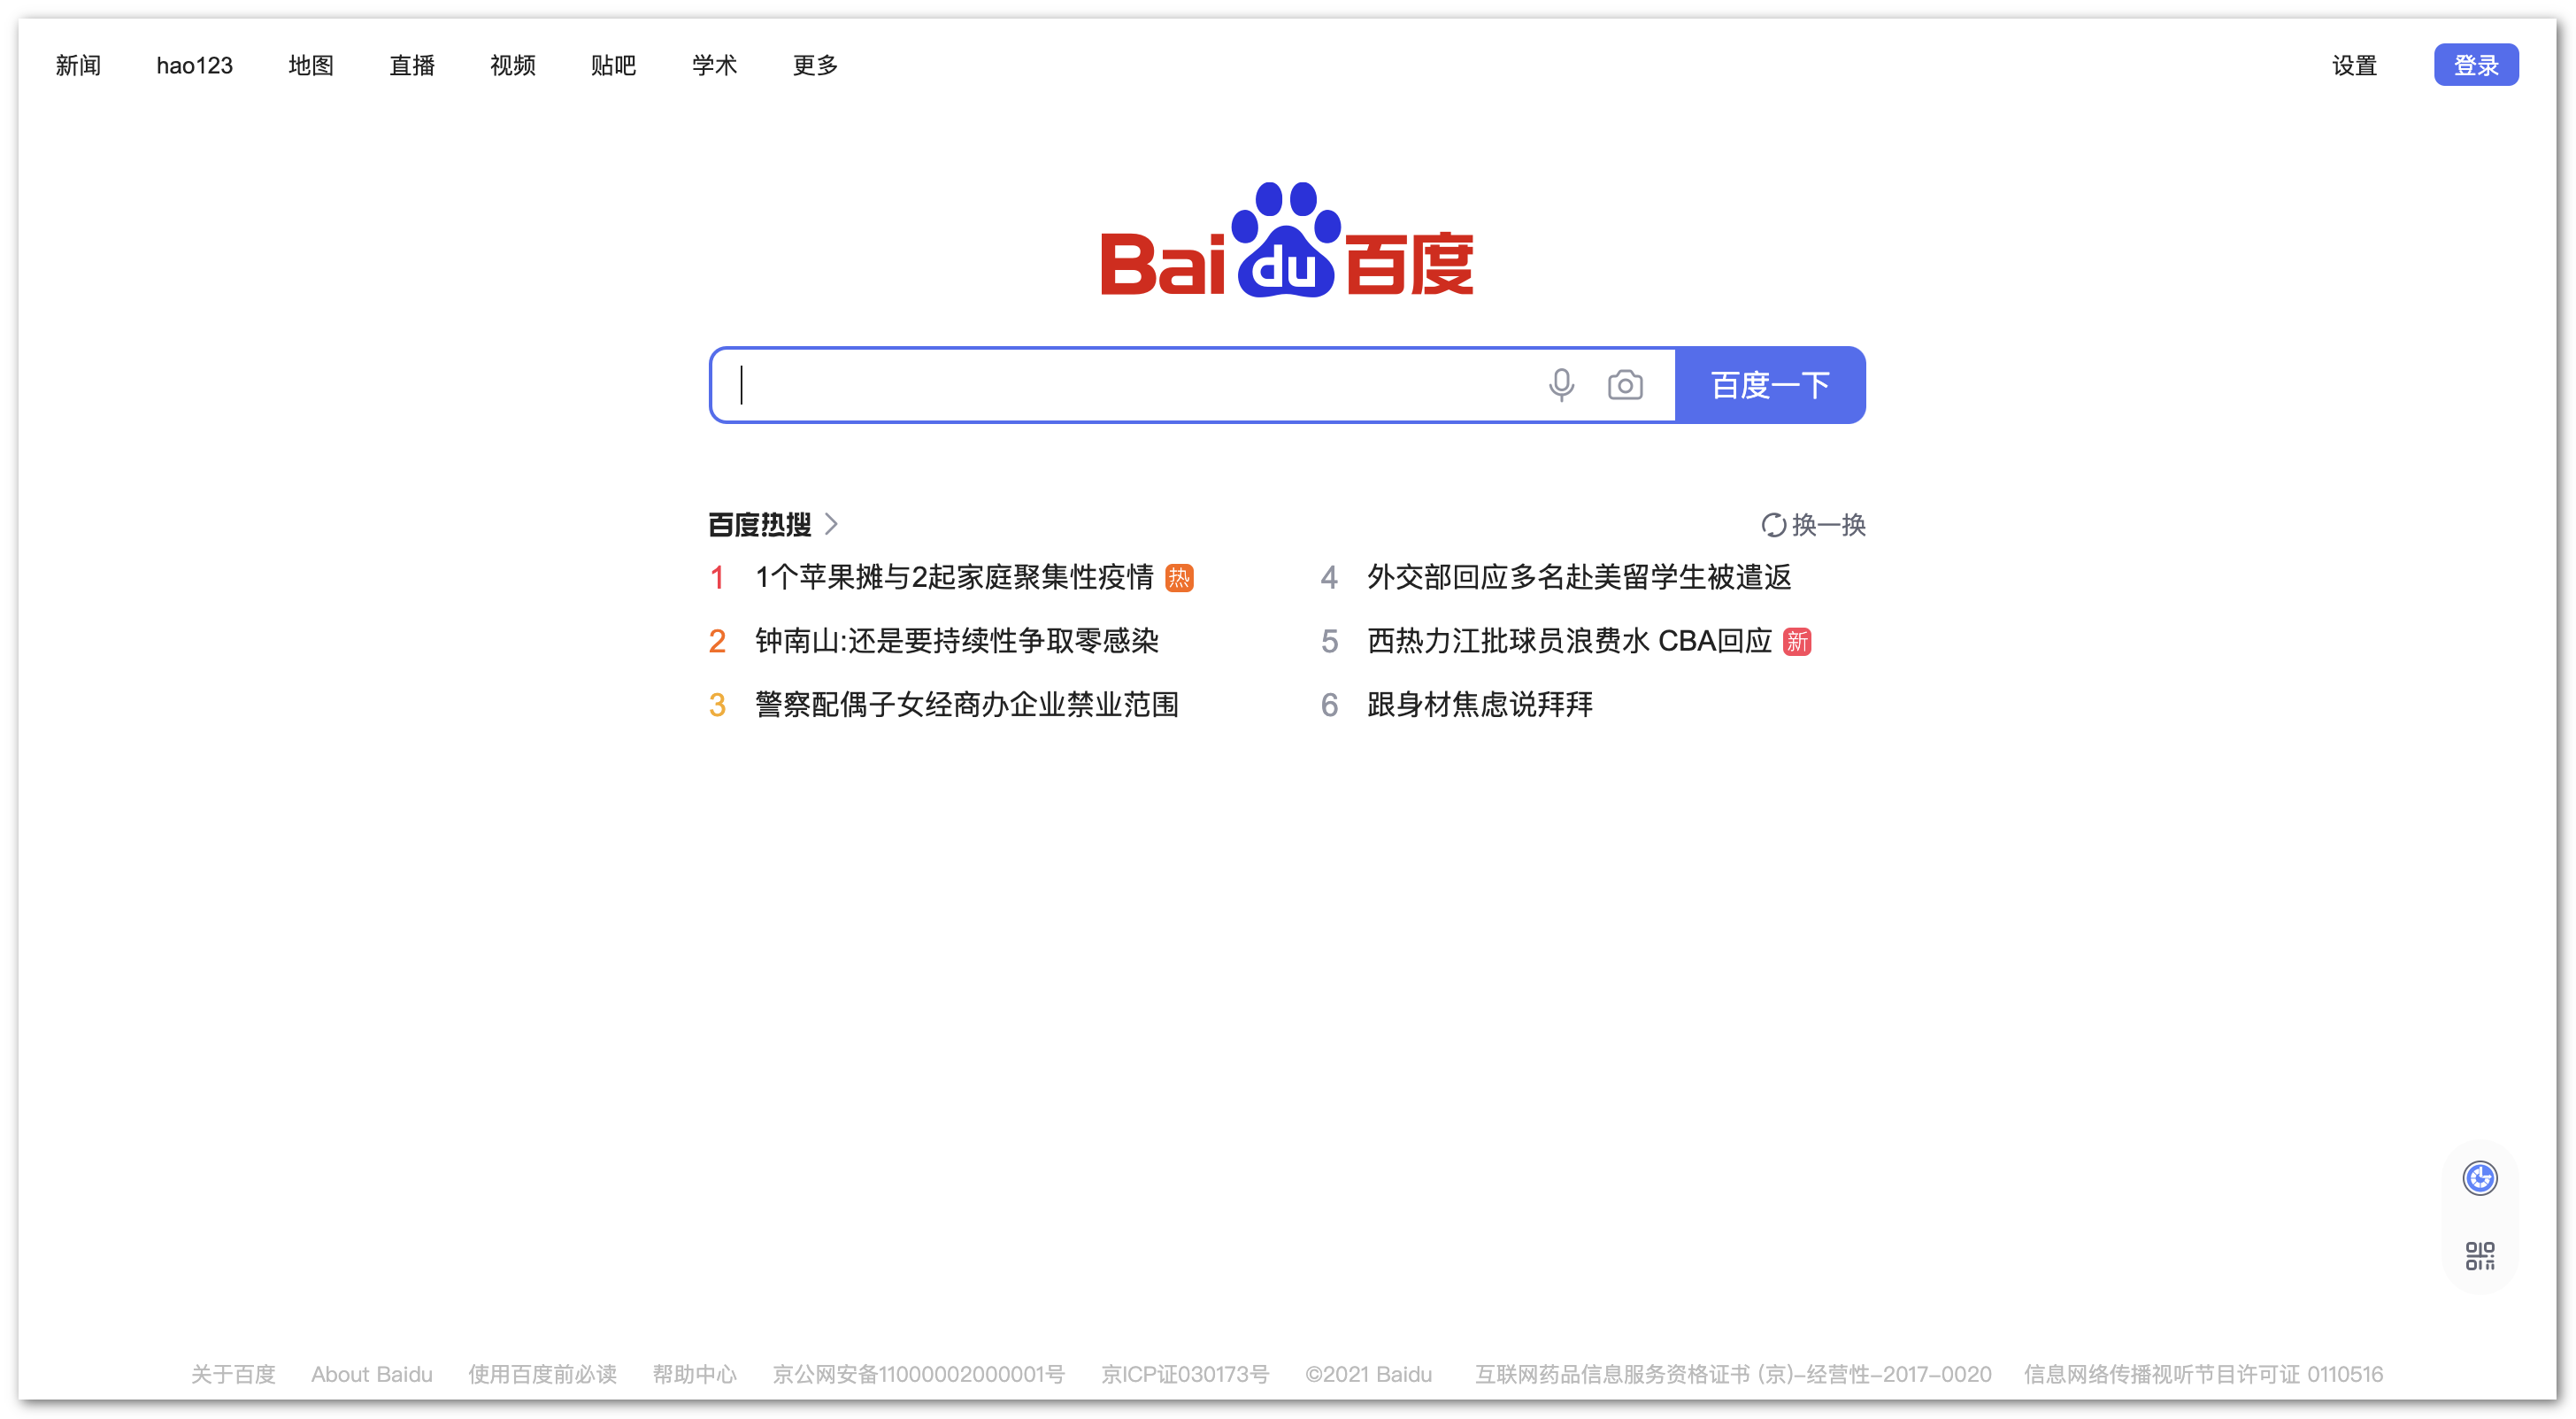 新闻 hao123 地图 直播 视频 贴吧 学术 更多 设置 登录
Bai du 百度
百度一下
百度热搜 换一换
1 1个苹果摊与2起家庭聚集性疫情 热
2 钟南山:还是要持续性争取零感染
3 警察配偶子女经商办企业禁业范围
4 外交部回应多名赴美留学生被遣返
5 西热力江批球员浪费水 CBA回应 新
6 跟身材焦虑说拜拜
关于百度 About Baidu 使用百度前必读 帮助中心 京公网安备11000002000001号 京ICP证030173号 ©2021 Baidu 互联网药品信息服务资格证书 (京)-经营性-2017-0020 信息网络传播视听节目许可证 0110516